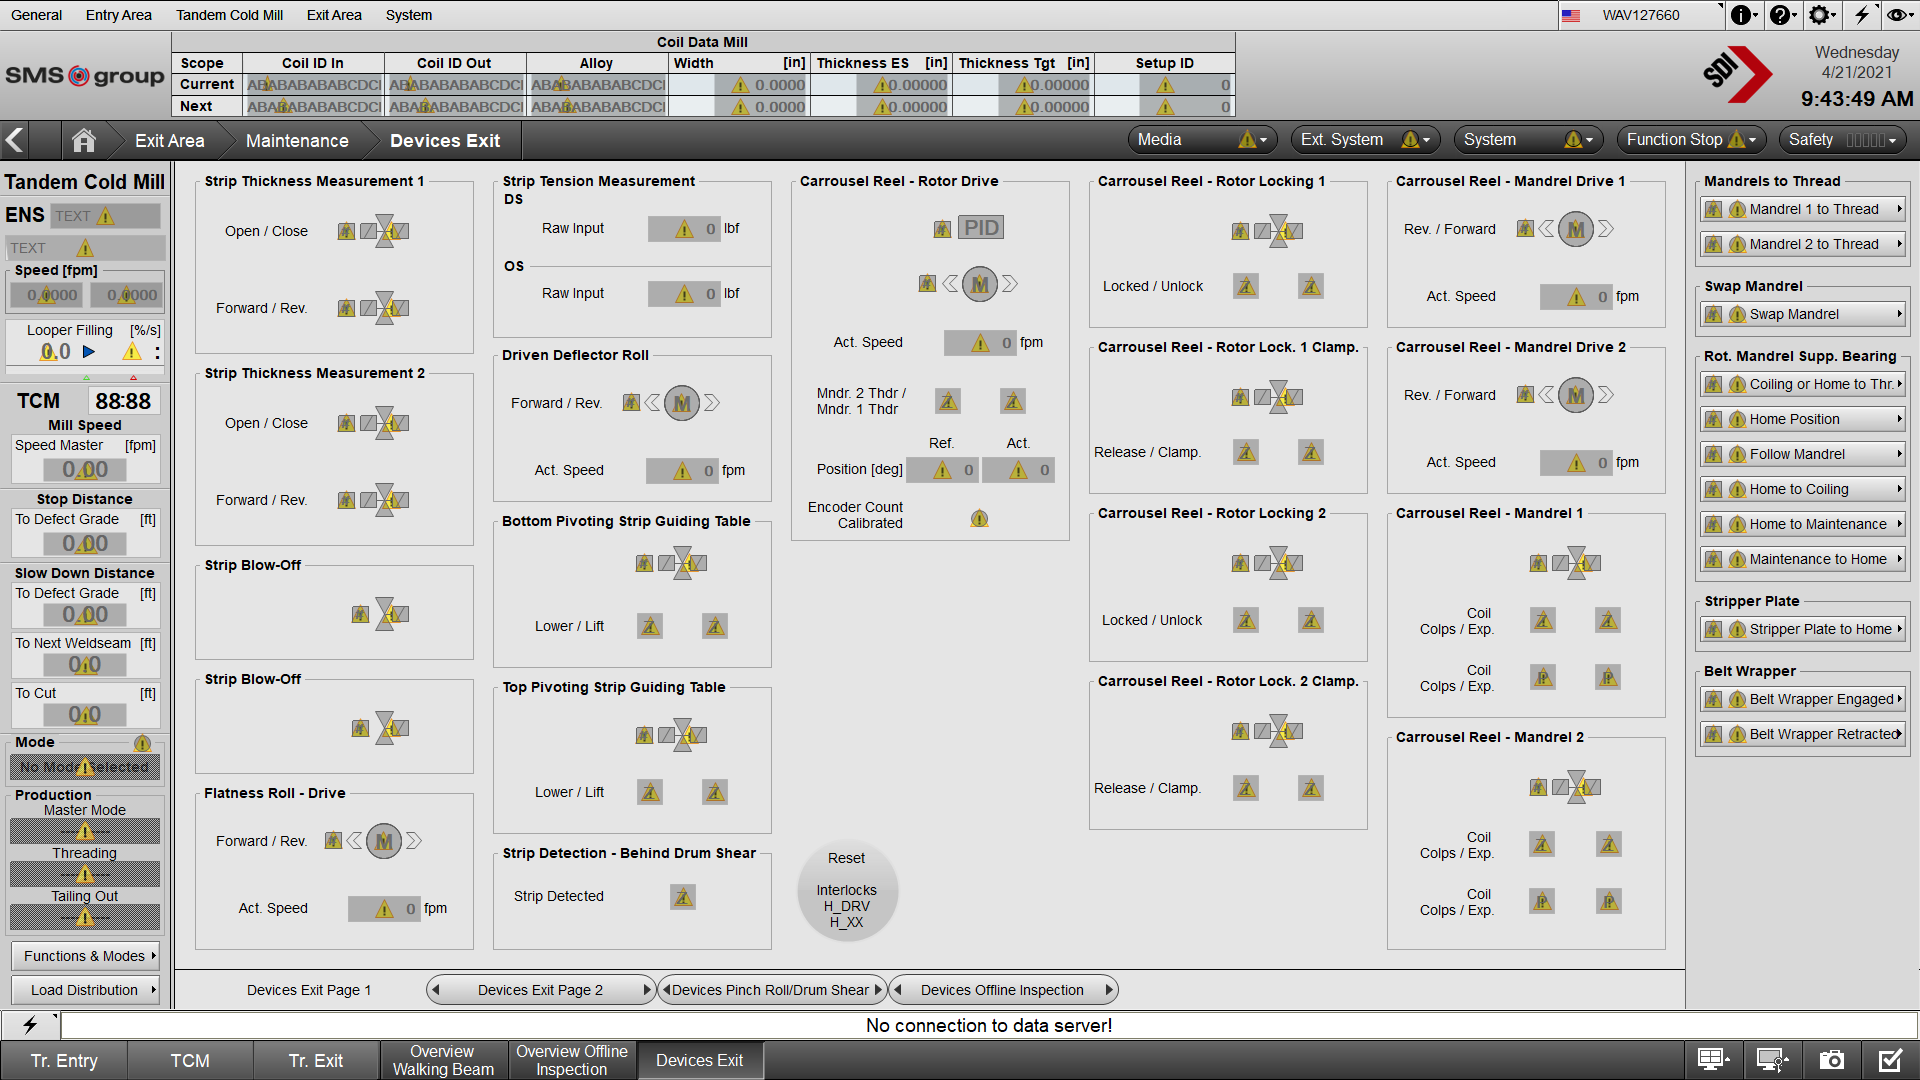 General Entry Area Tandem Cold Mill Exit Area System WAV127660
SMS group
Coil Data Mill
Scope Coil ID In Coil ID Out Alloy Width [in] Thickness ES [in] Thickness Tgt [in] Setup ID
Current ABABABABABCDCI ABABABABABCDCI ABABABABABCDCI 0.0000 0.00000 0.00000 0
Next ABABABABABCDCI ABABABABABCDCI ABABABABABCDCI 0.0000 0.00000 0.00000 0
SDI
Wednesday
4/21/2021
9:43:49 AM
Exit Area Maintenance Devices Exit
Media Ext. System System Function Stop Safety
Tandem Cold Mill
ENS TEXT
TEXT
Speed [fpm]
0.0000 0.0000
Looper Filling [%/s]
0.0 :
TCM 88:88
Mill Speed
Speed Master [fpm]
0.00
Stop Distance
To Defect Grade [ft]
0.00
Slow Down Distance
To Defect Grade [ft]
0.00
To Next Weldseam [ft]
0.0
To Cut [ft]
0.0
Mode
No Mode Selected
Production
Master Mode
Threading
Tailing Out
Functions & Modes
Load Distribution
Strip Thickness Measurement 1
Open / Close
Forward / Rev.
Strip Thickness Measurement 2
Open / Close
Forward / Rev.
Strip Blow-Off
Strip Blow-Off
Flatness Roll - Drive
Forward / Rev. M
Act. Speed 0 fpm
Strip Tension Measurement
DS
Raw Input 0 lbf
OS
Raw Input 0 lbf
Driven Deflector Roll
Forward / Rev. M
Act. Speed 0 fpm
Bottom Pivoting Strip Guiding Table
Lower / Lift
Top Pivoting Strip Guiding Table
Lower / Lift
Strip Detection - Behind Drum Shear
Strip Detected
Carrousel Reel - Rotor Drive
PID
M
Act. Speed 0 fpm
Mndr. 2 Thdr /
Mndr. 1 Thdr
Ref. Act.
Position [deg] 0 0
Encoder Count
Calibrated
Reset
Interlocks
H_DRV
H_XX
Carrousel Reel - Rotor Locking 1
Locked / Unlock
Carrousel Reel - Rotor Lock. 1 Clamp.
Release / Clamp.
Carrousel Reel - Rotor Locking 2
Locked / Unlock
Carrousel Reel - Rotor Lock. 2 Clamp.
Release / Clamp.
Carrousel Reel - Mandrel Drive 1
Rev. / Forward M
Act. Speed 0 fpm
Carrousel Reel - Mandrel Drive 2
Rev. / Forward M
Act. Speed 0 fpm
Carrousel Reel - Mandrel 1
Coil
Colps / Exp.
Coil
Colps / Exp.
Carrousel Reel - Mandrel 2
Coil
Colps / Exp.
Coil
Colps / Exp.
Mandrels to Thread
Mandrel 1 to Thread
Mandrel 2 to Thread
Swap Mandrel
Swap Mandrel
Rot. Mandrel Supp. Bearing
Coiling or Home to Thr.
Home Position
Follow Mandrel
Home to Coiling
Home to Maintenance
Maintenance to Home
Stripper Plate
Stripper Plate to Home
Belt Wrapper
Belt Wrapper Engaged
Belt Wrapper Retracted
Devices Exit Page 1 Devices Exit Page 2 Devices Pinch Roll/Drum Shear Devices Offline Inspection
No connection to data server!
Tr. Entry TCM Tr. Exit Overview Walking Beam Overview Offline Inspection Devices Exit